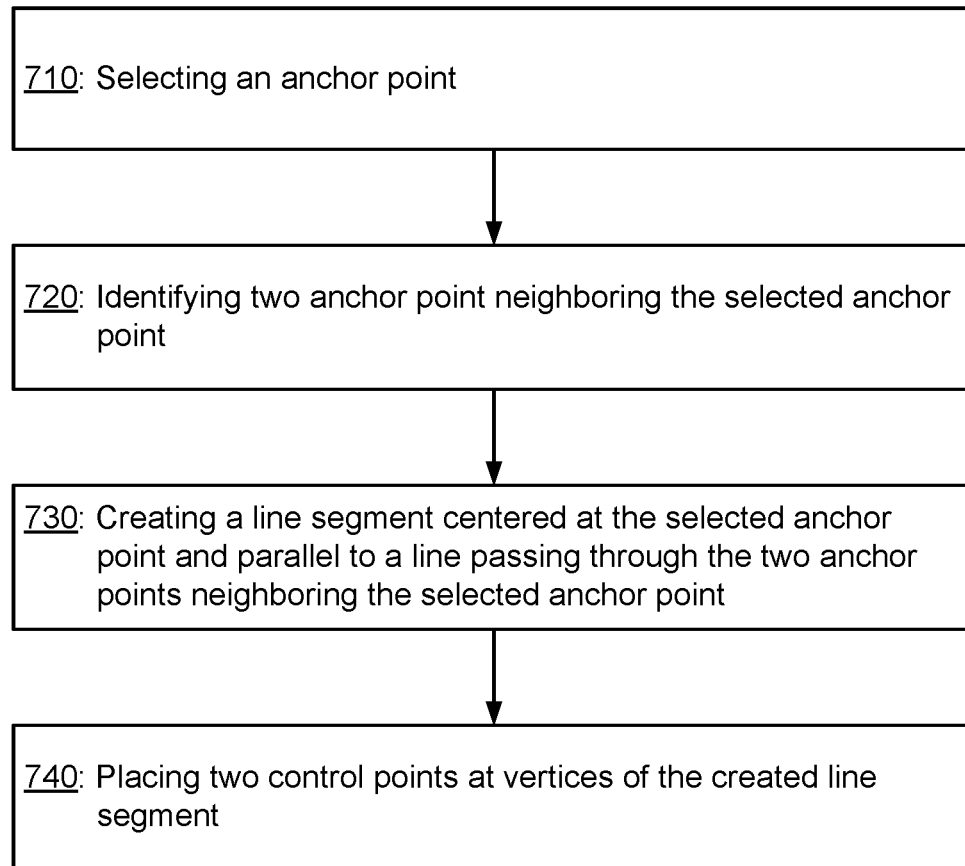 710: Selecting an anchor point
720: Identifying two anchor point neighboring the selected anchor
point
730: Creating a line segment centered at the selected anchor
point and parallel to a line passing through the two anchor
points neighboring the selected anchor point
740: Placing two control points at vertices of the created line
segment